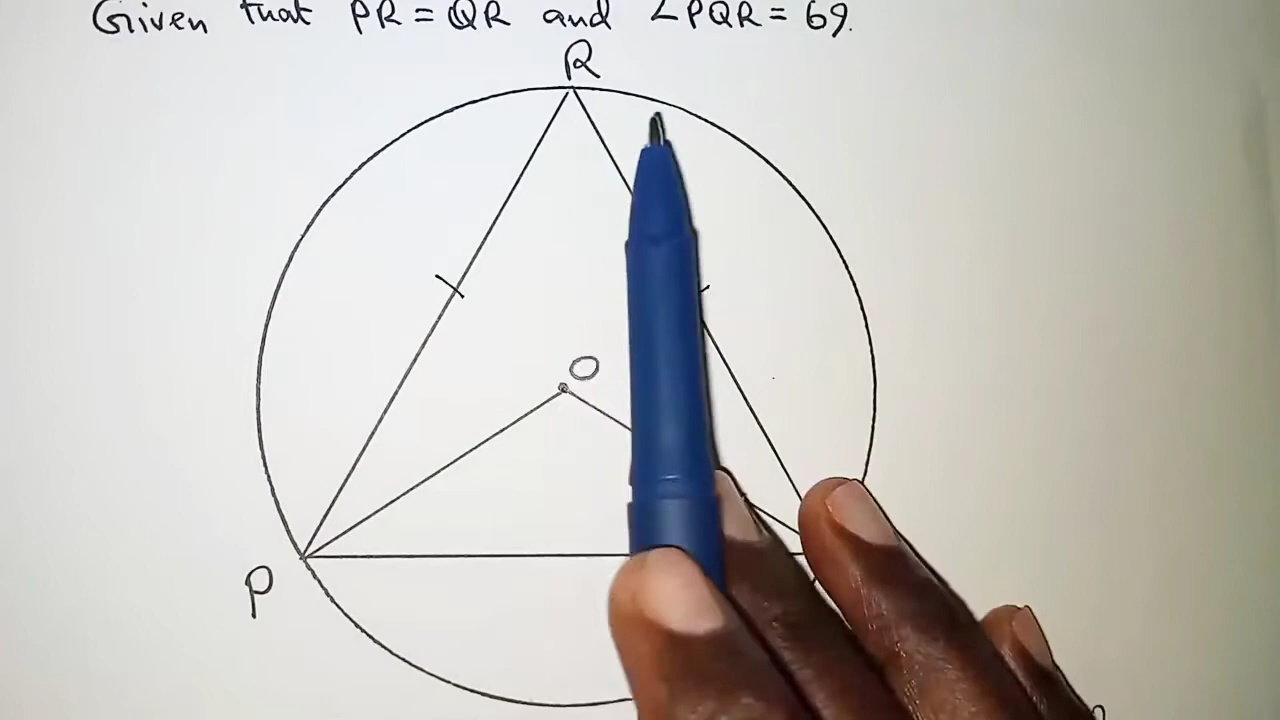 Given that PR = QR and ∠PQR = 69.
R
O
P